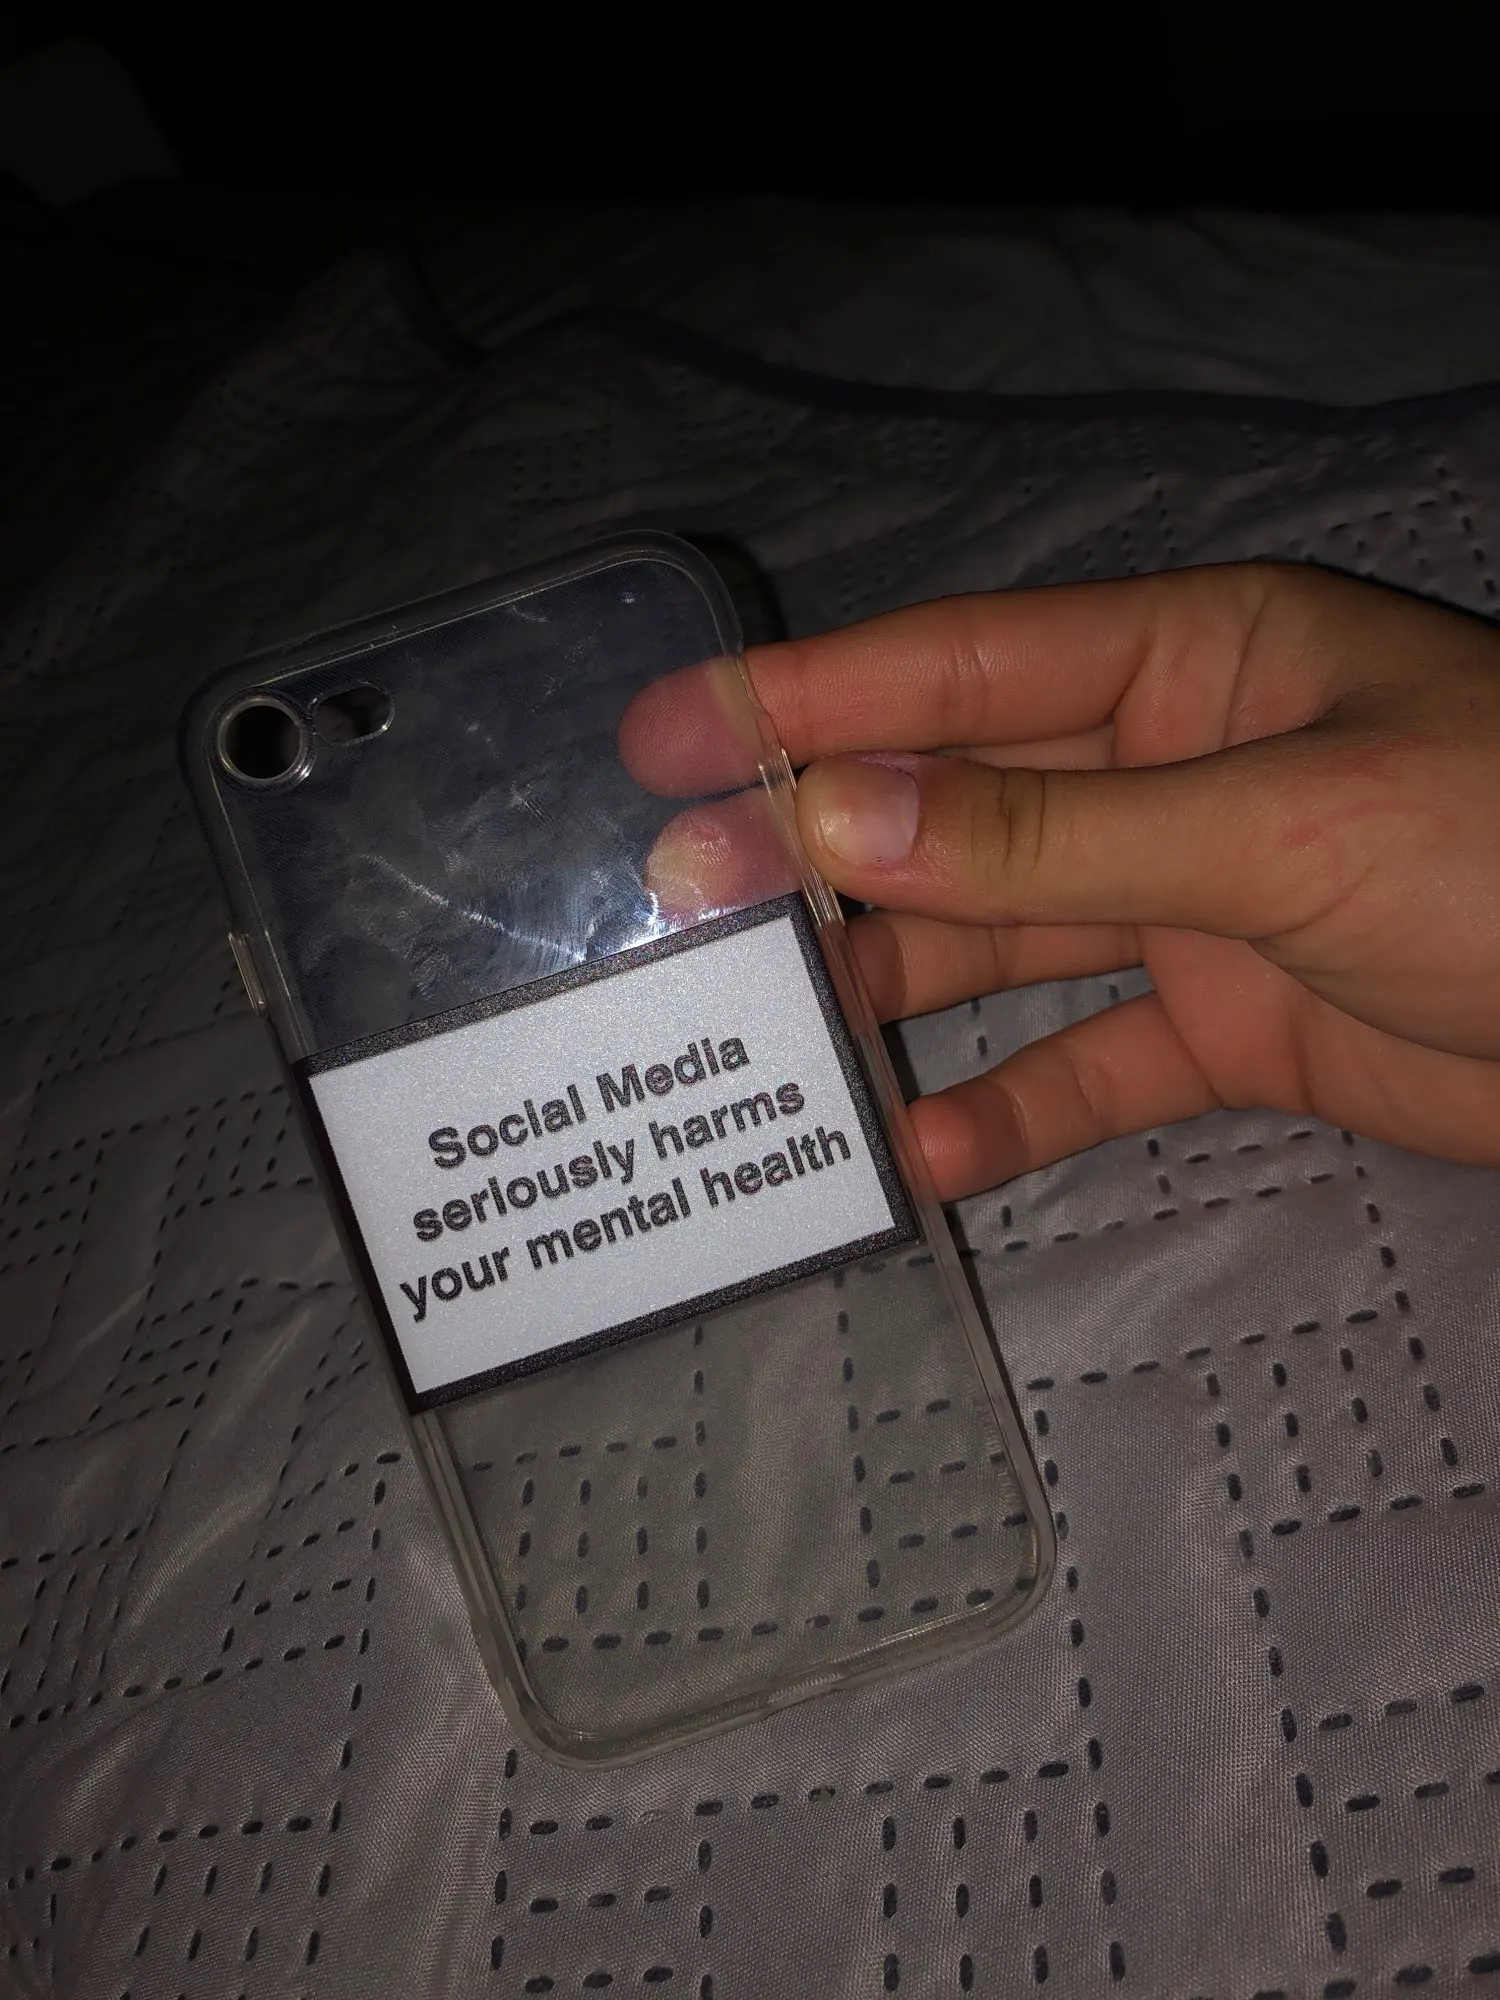 Social Media
seriously harms
your mental health